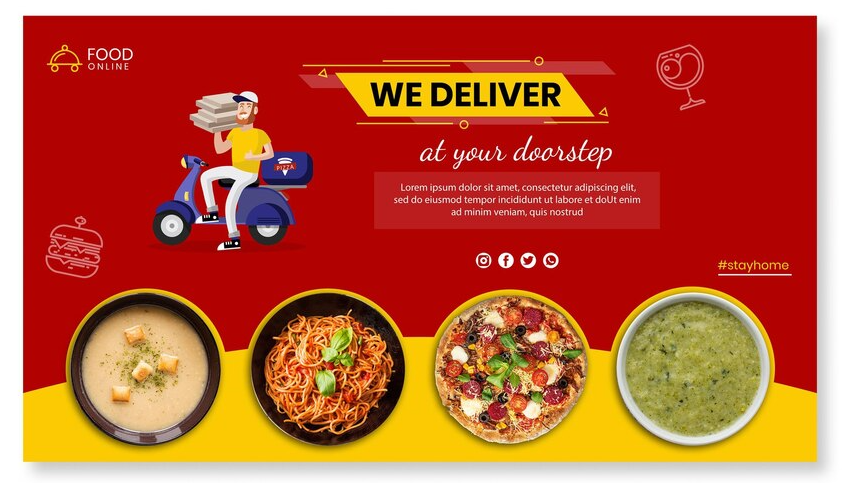 FOOD
ONLINE
WE DELIVER
at your doorstep
PIZZA
Lorem ipsum dolor sit amet, consectetur adipiscing elit,
sed do eiusmod tempor incididunt ut labore et doUt enim
ad minim veniam, quis nostrud
#stayhome